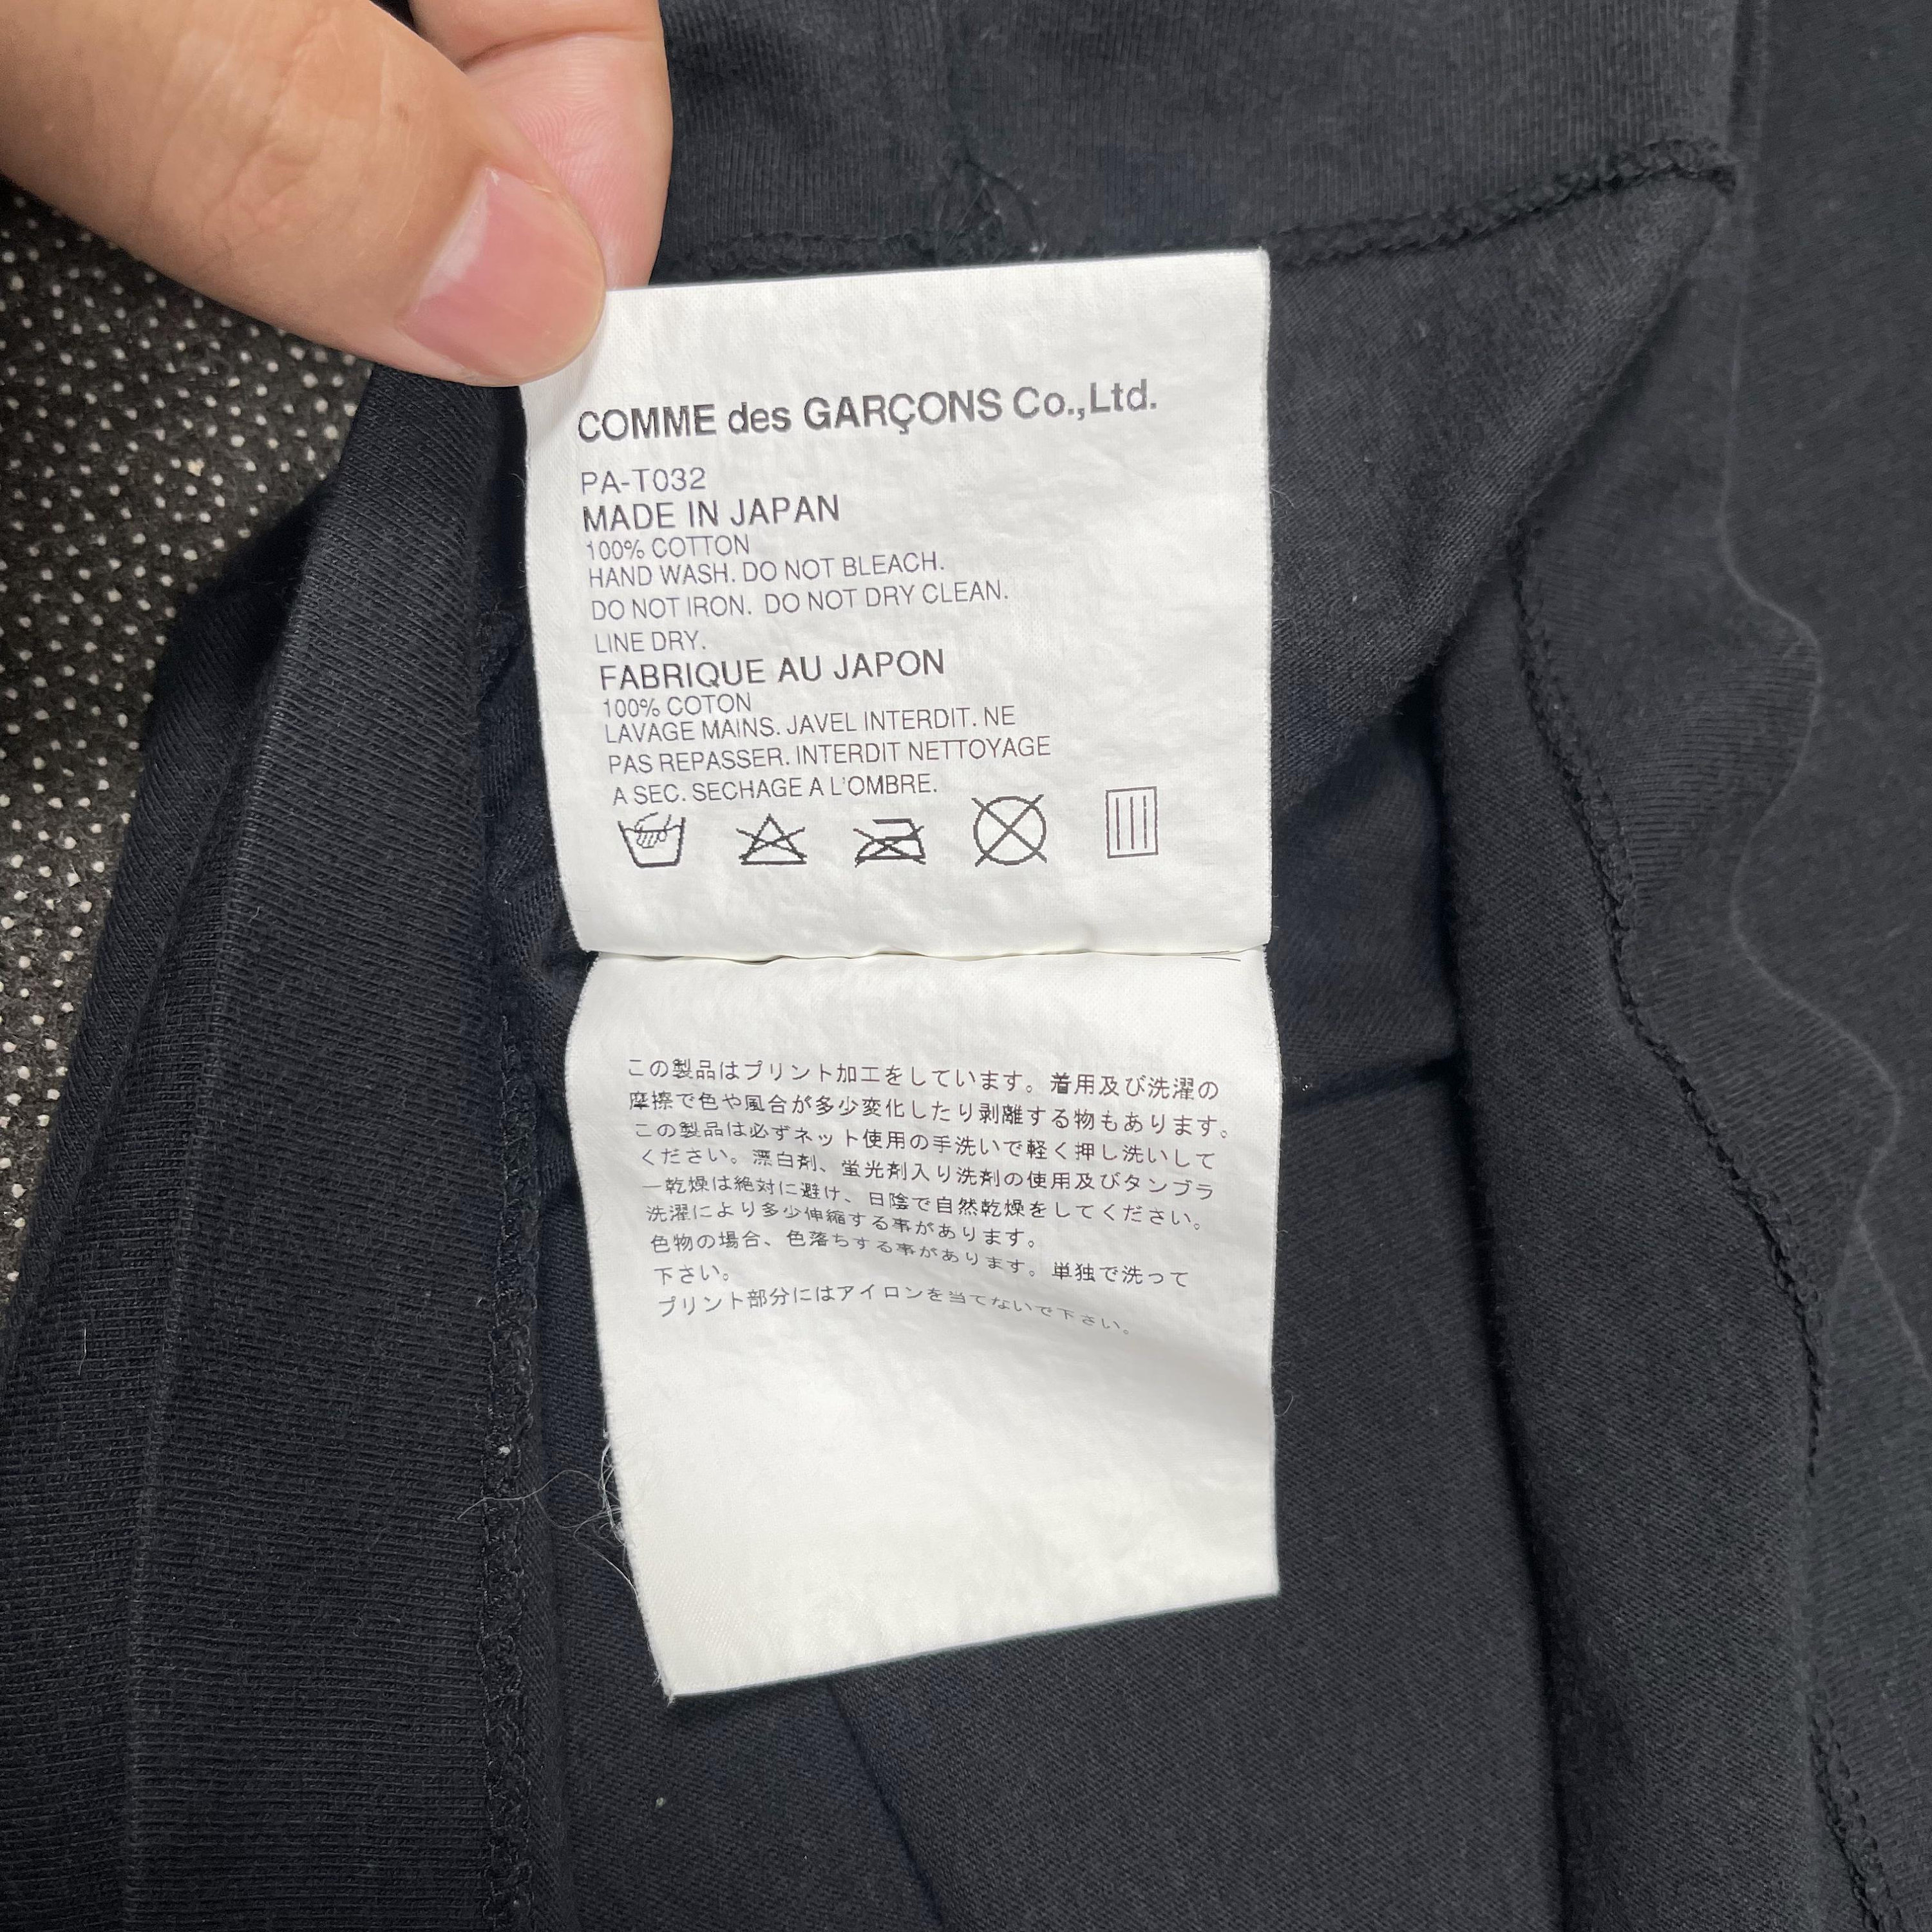 COMME des GARÇONS Co.,Ltd.
PA-T032
MADE IN JAPAN
100% COTTON
HAND WASH. DO NOT BLEACH.
DO NOT IRON. DO NOT DRY CLEAN.
LINE DRY.
FABRIQUE AU JAPON
100% COTON
LAVAGE MAINS. JAVEL INTERDIT. NE
PAS REPASSER. INTERDIT NETTOYAGE
A SEC. SECHAGE A L'OMBRE.
この製品はプリント加工をしています。着用及び洗濯の
摩擦で色や風合が多少変化したり剥離する物もあります。
この製品は必ずネット使用の手洗いで軽く押し洗いして
ください。漂白剤、蛍光剤入り洗剤の使用及びタンブラ
ー乾燥は絶対に避け、日陰で自然乾燥をしてください。
洗濯により多少伸縮する事があります。
色物の場合、色落ちする事があります。単独で洗って
下さい。
プリント部分にはアイロンを当てないで下さい。